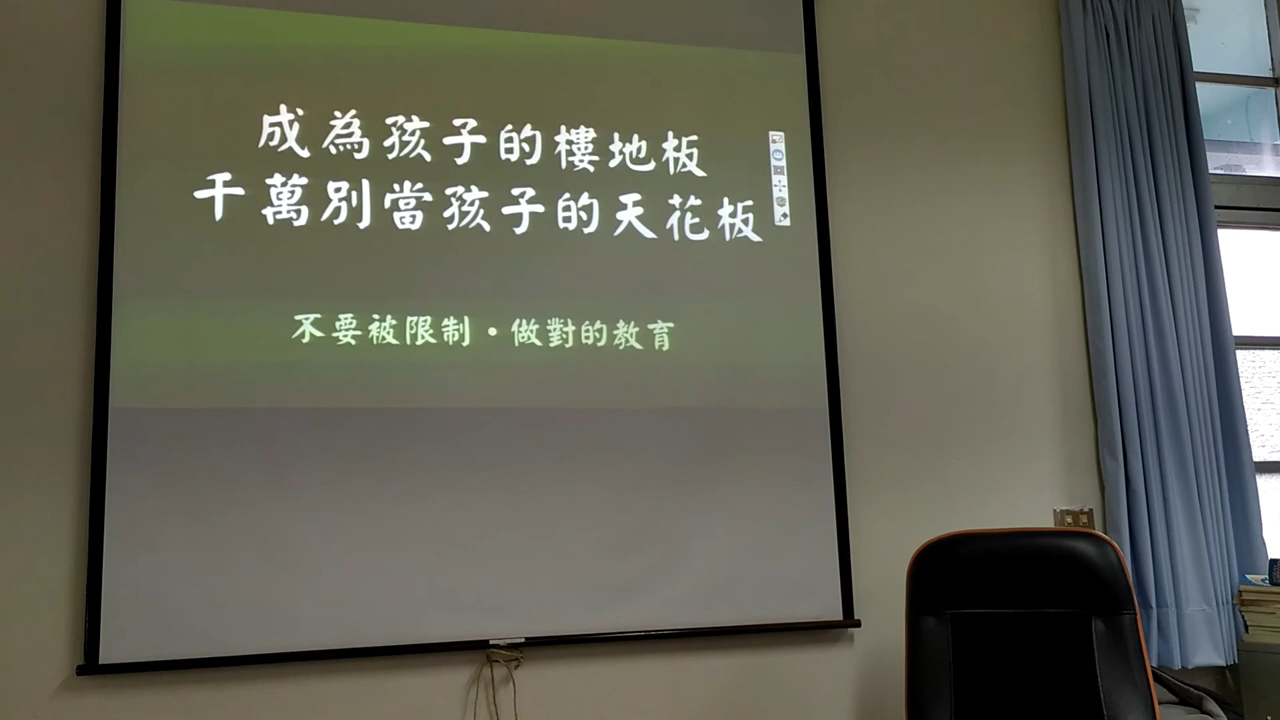 成為孩子的樓地板
千萬別當孩子的天花板
不要被限制•做對的教育